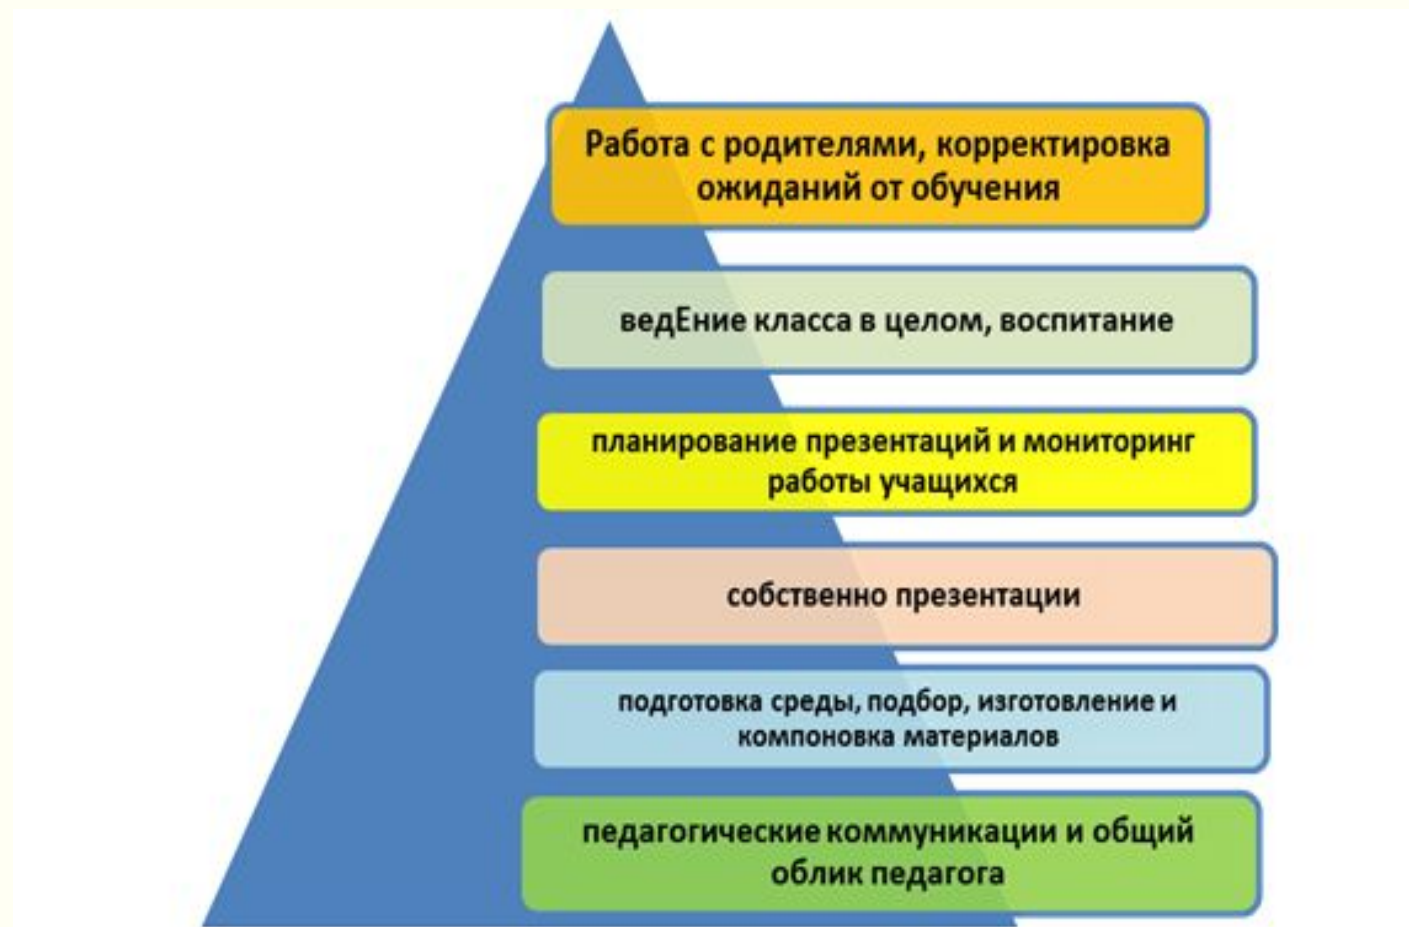 Работа с родителями, корректировка
ожиданий от обучения
ведЕние класса в целом, воспитание
планирование презентаций и мониторинг
работы учащихся
собственно презентации
подготовка среды, подбор, изготовление и
компоновка материалов
педагогические коммуникации и общий
облик педагога